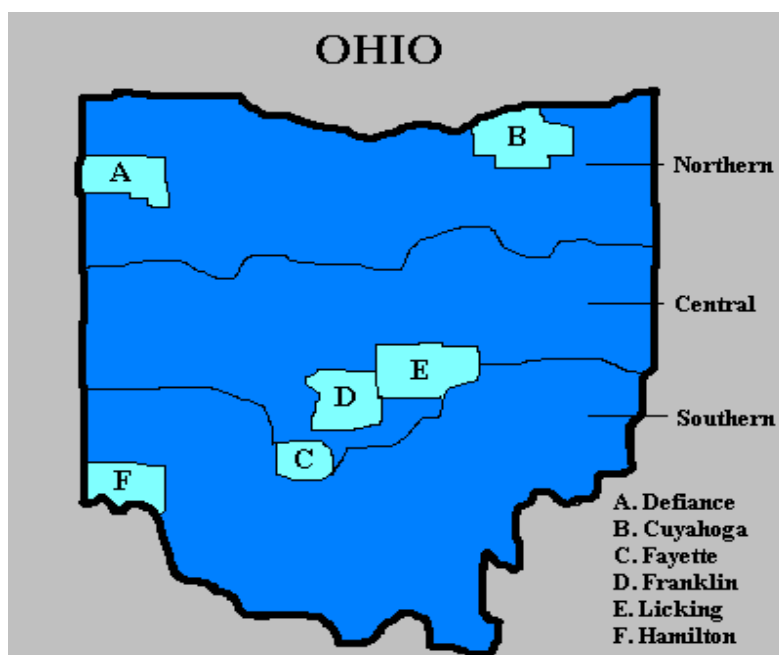 OHIO
B
A
Northern
Central
E
D
Southern
C
F
A. Defiance
B. Cuyahoga
C. Fayette
D. Franklin
E. Licking
F. Hamilton